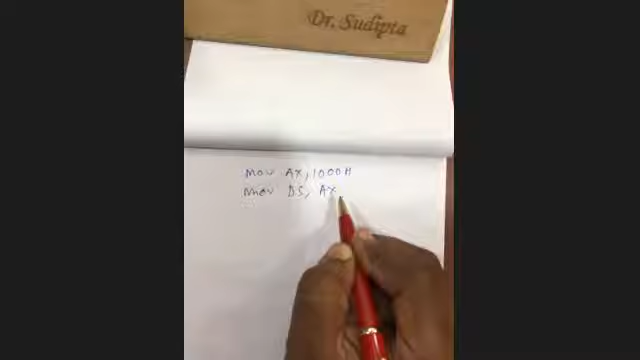 Dr. Sudipta
MOV AX, 1000H
MOV DS, AX